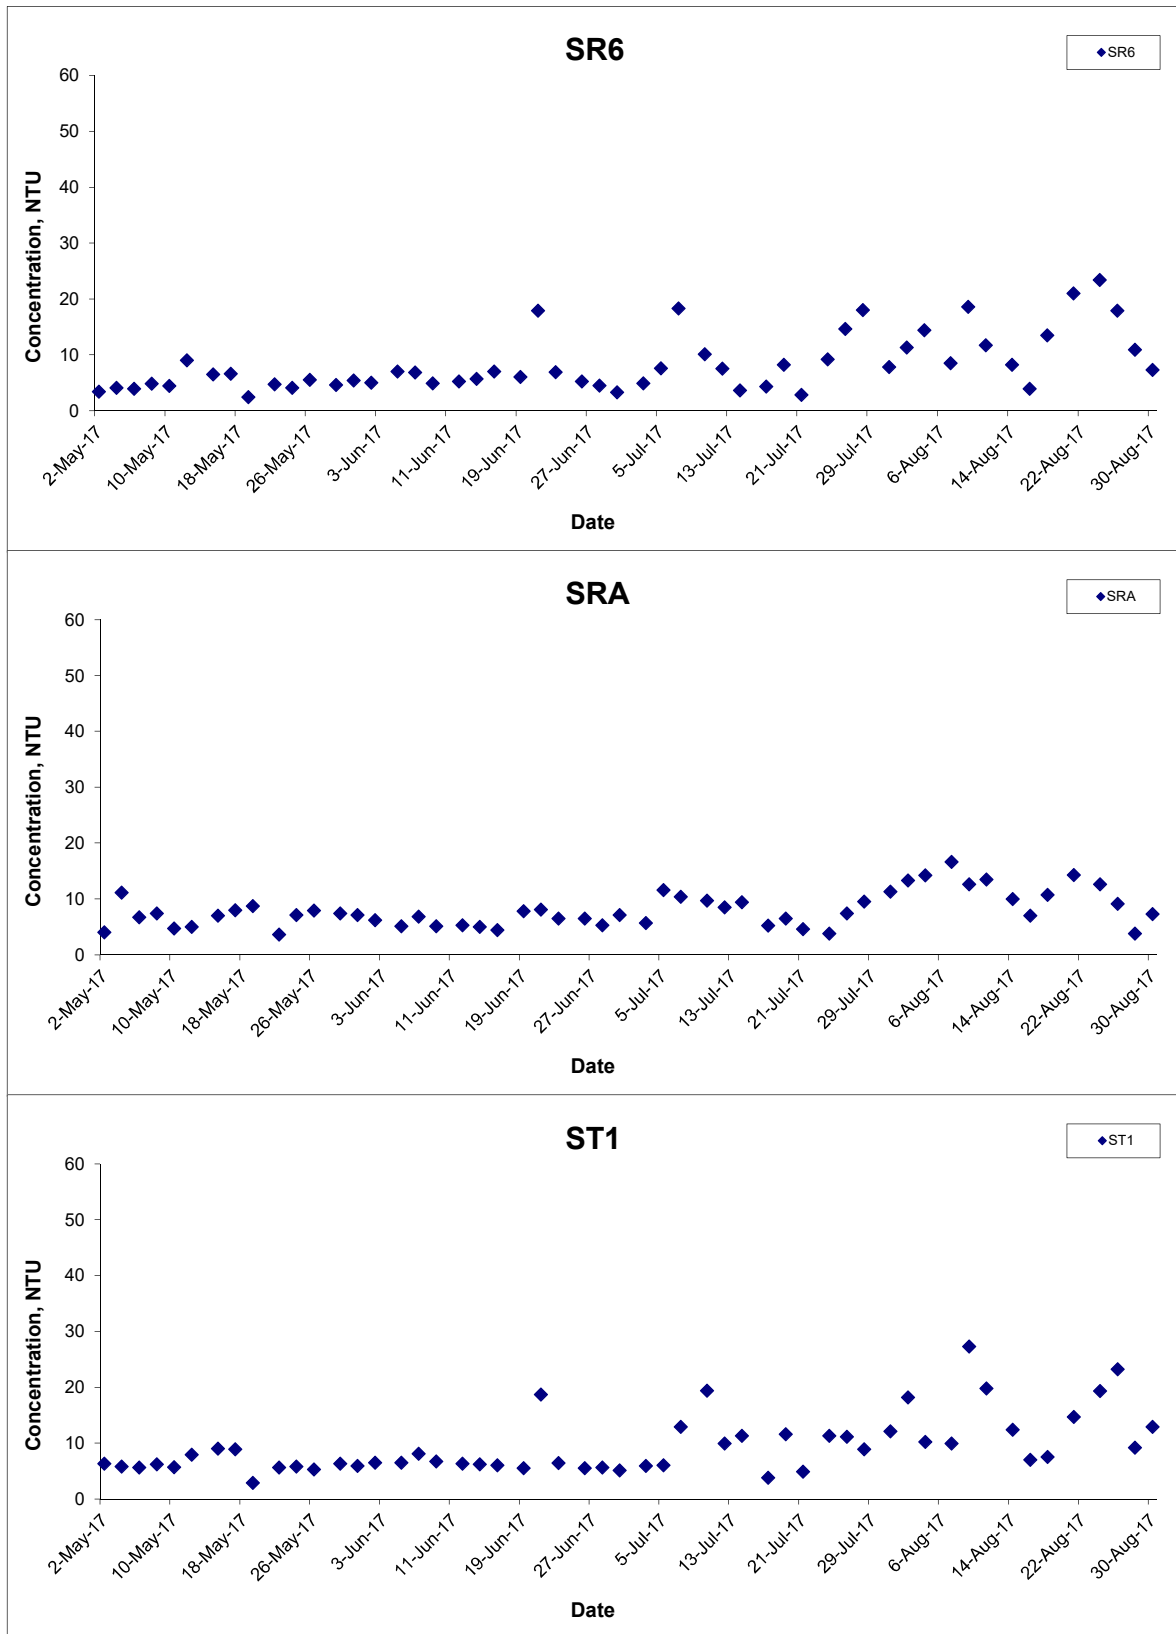 SR6
SR6
60
50
40
30
20
10
0
Concentration, NTU
2-May-17
10-May-17
18-May-17
26-May-17
3-Jun-17
11-Jun-17
19-Jun-17
27-Jun-17
5-Jul-17
13-Jul-17
21-Jul-17
29-Jul-17
6-Aug-17
14-Aug-17
22-Aug-17
30-Aug-17
Date
SRA
SRA
60
50
40
30
20
10
0
Concentration, NTU
2-May-17
10-May-17
18-May-17
26-May-17
3-Jun-17
11-Jun-17
19-Jun-17
27-Jun-17
5-Jul-17
13-Jul-17
21-Jul-17
29-Jul-17
6-Aug-17
14-Aug-17
22-Aug-17
30-Aug-17
Date
ST1
ST1
60
50
40
30
20
10
0
Concentration, NTU
2-May-17
10-May-17
18-May-17
26-May-17
3-Jun-17
11-Jun-17
19-Jun-17
27-Jun-17
5-Jul-17
13-Jul-17
21-Jul-17
29-Jul-17
6-Aug-17
14-Aug-17
22-Aug-17
30-Aug-17
Date